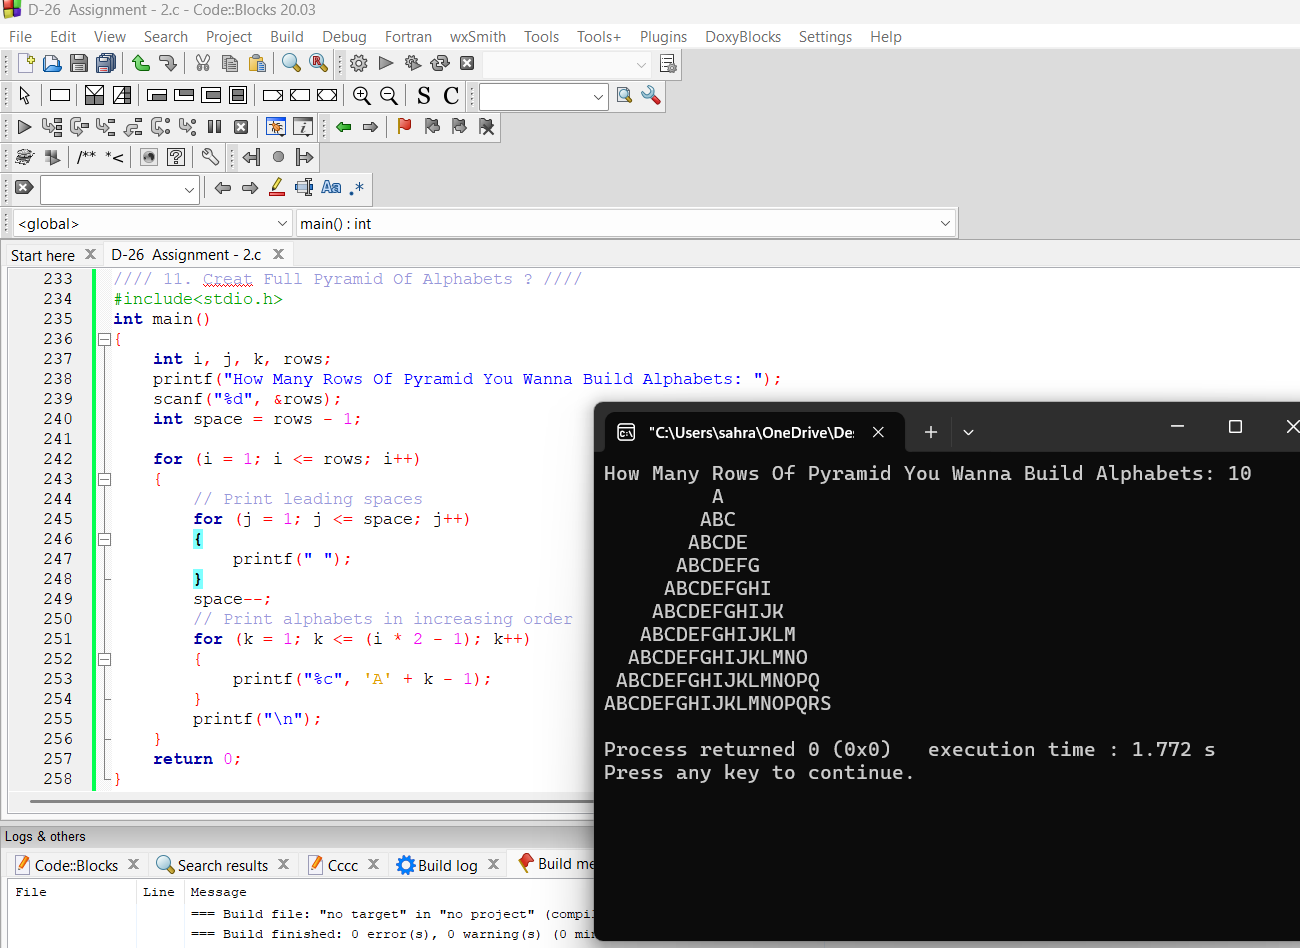 D-26 Assignment - 2.c - Code::Blocks 20.03
File Edit View Search Project Build Debug Fortran wxSmith Tools Tools+ Plugins DoxyBlocks Settings Help
S C
/** *<
Aa .*
<global> main() : int
Start here D-26 Assignment - 2.c
233 //// 11. Creat Full Pyramid Of Alphabets ? ////
234 #include<stdio.h>
235 int main()
236 {
237 int i, j, k, rows;
238 printf("How Many Rows Of Pyramid You Wanna Build Alphabets: ");
239 scanf("%d", &rows);
240 int space = rows - 1;
241
242 for (i = 1; i <= rows; i++)
243 {
244 // Print leading spaces
245 for (j = 1; j <= space; j++)
246 {
247 printf(" ");
248 }
249 space--;
250 // Print alphabets in increasing order
251 for (k = 1; k <= (i * 2 - 1); k++)
252 {
253 printf("%c", 'A' + k - 1);
254 }
255 printf("\n");
256 }
257 return 0;
258 }
"C:\Users\sahra\OneDrive\De
How Many Rows Of Pyramid You Wanna Build Alphabets: 10
A
ABC
ABCDE
ABCDEFG
ABCDEFGHI
ABCDEFGHIJK
ABCDEFGHIJKLM
ABCDEFGHIJKLMNO
ABCDEFGHIJKLMNOPQ
ABCDEFGHIJKLMNOPQRS
Process returned 0 (0x0) execution time : 1.772 s
Press any key to continue.
Logs & others
Code::Blocks Search results Cccc Build log Build me
File Line Message
=== Build file: "no target" in "no project" (compil
=== Build finished: 0 error(s), 0 warning(s) (0 min